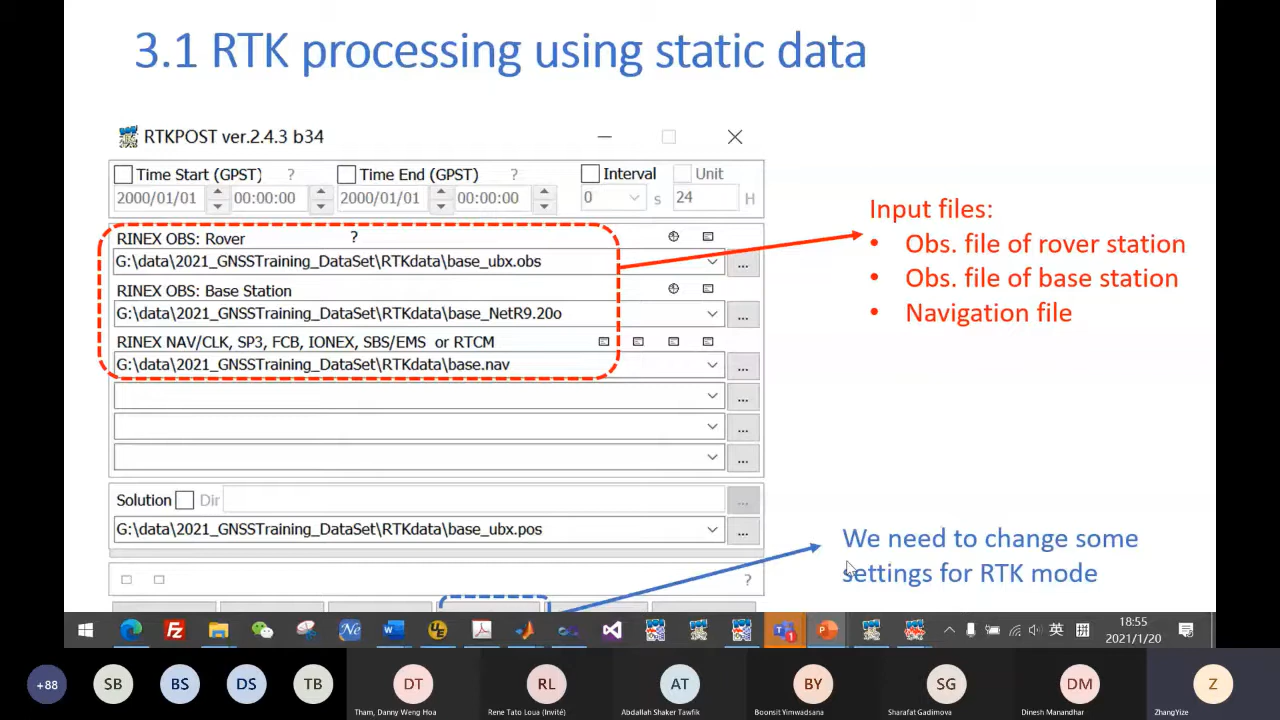 3.1 RTK processing using static data
RTKPOST ver.2.4.3 b34
Time Start (GPST) ? Time End (GPST) ? Interval Unit
2000/01/01 00:00:00 2000/01/01 00:00:00 0 s 24 H
RINEX OBS: Rover ?
G:\data\2021_GNSSTraining_DataSet\RTKdata\base_ubx.obs ...
RINEX OBS: Base Station
G:\data\2021_GNSSTraining_DataSet\RTKdata\base_NetR9.20o ...
RINEX NAV/CLK, SP3, FCB, IONEX, SBS/EMS or RTCM
G:\data\2021_GNSSTraining_DataSet\RTKdata\base.nav ...
...
...
...
Solution Dir ...
G:\data\2021_GNSSTraining_DataSet\RTKdata\base_ubx.pos ...
?
Input files:
• Obs. file of rover station
• Obs. file of base station
• Navigation file
We need to change some
settings for RTK mode
英 拼 18:55
2021/1/20
+88 SB BS DS TB DT RL AT BY SG DM Z
Tham, Danny Weng Hoa Rene Tato Loua (Invité) Abdallah Shaker Tawfik Boonsit Yimwadsana Sharafat Gadimova Dinesh Manandhar ZhangYize